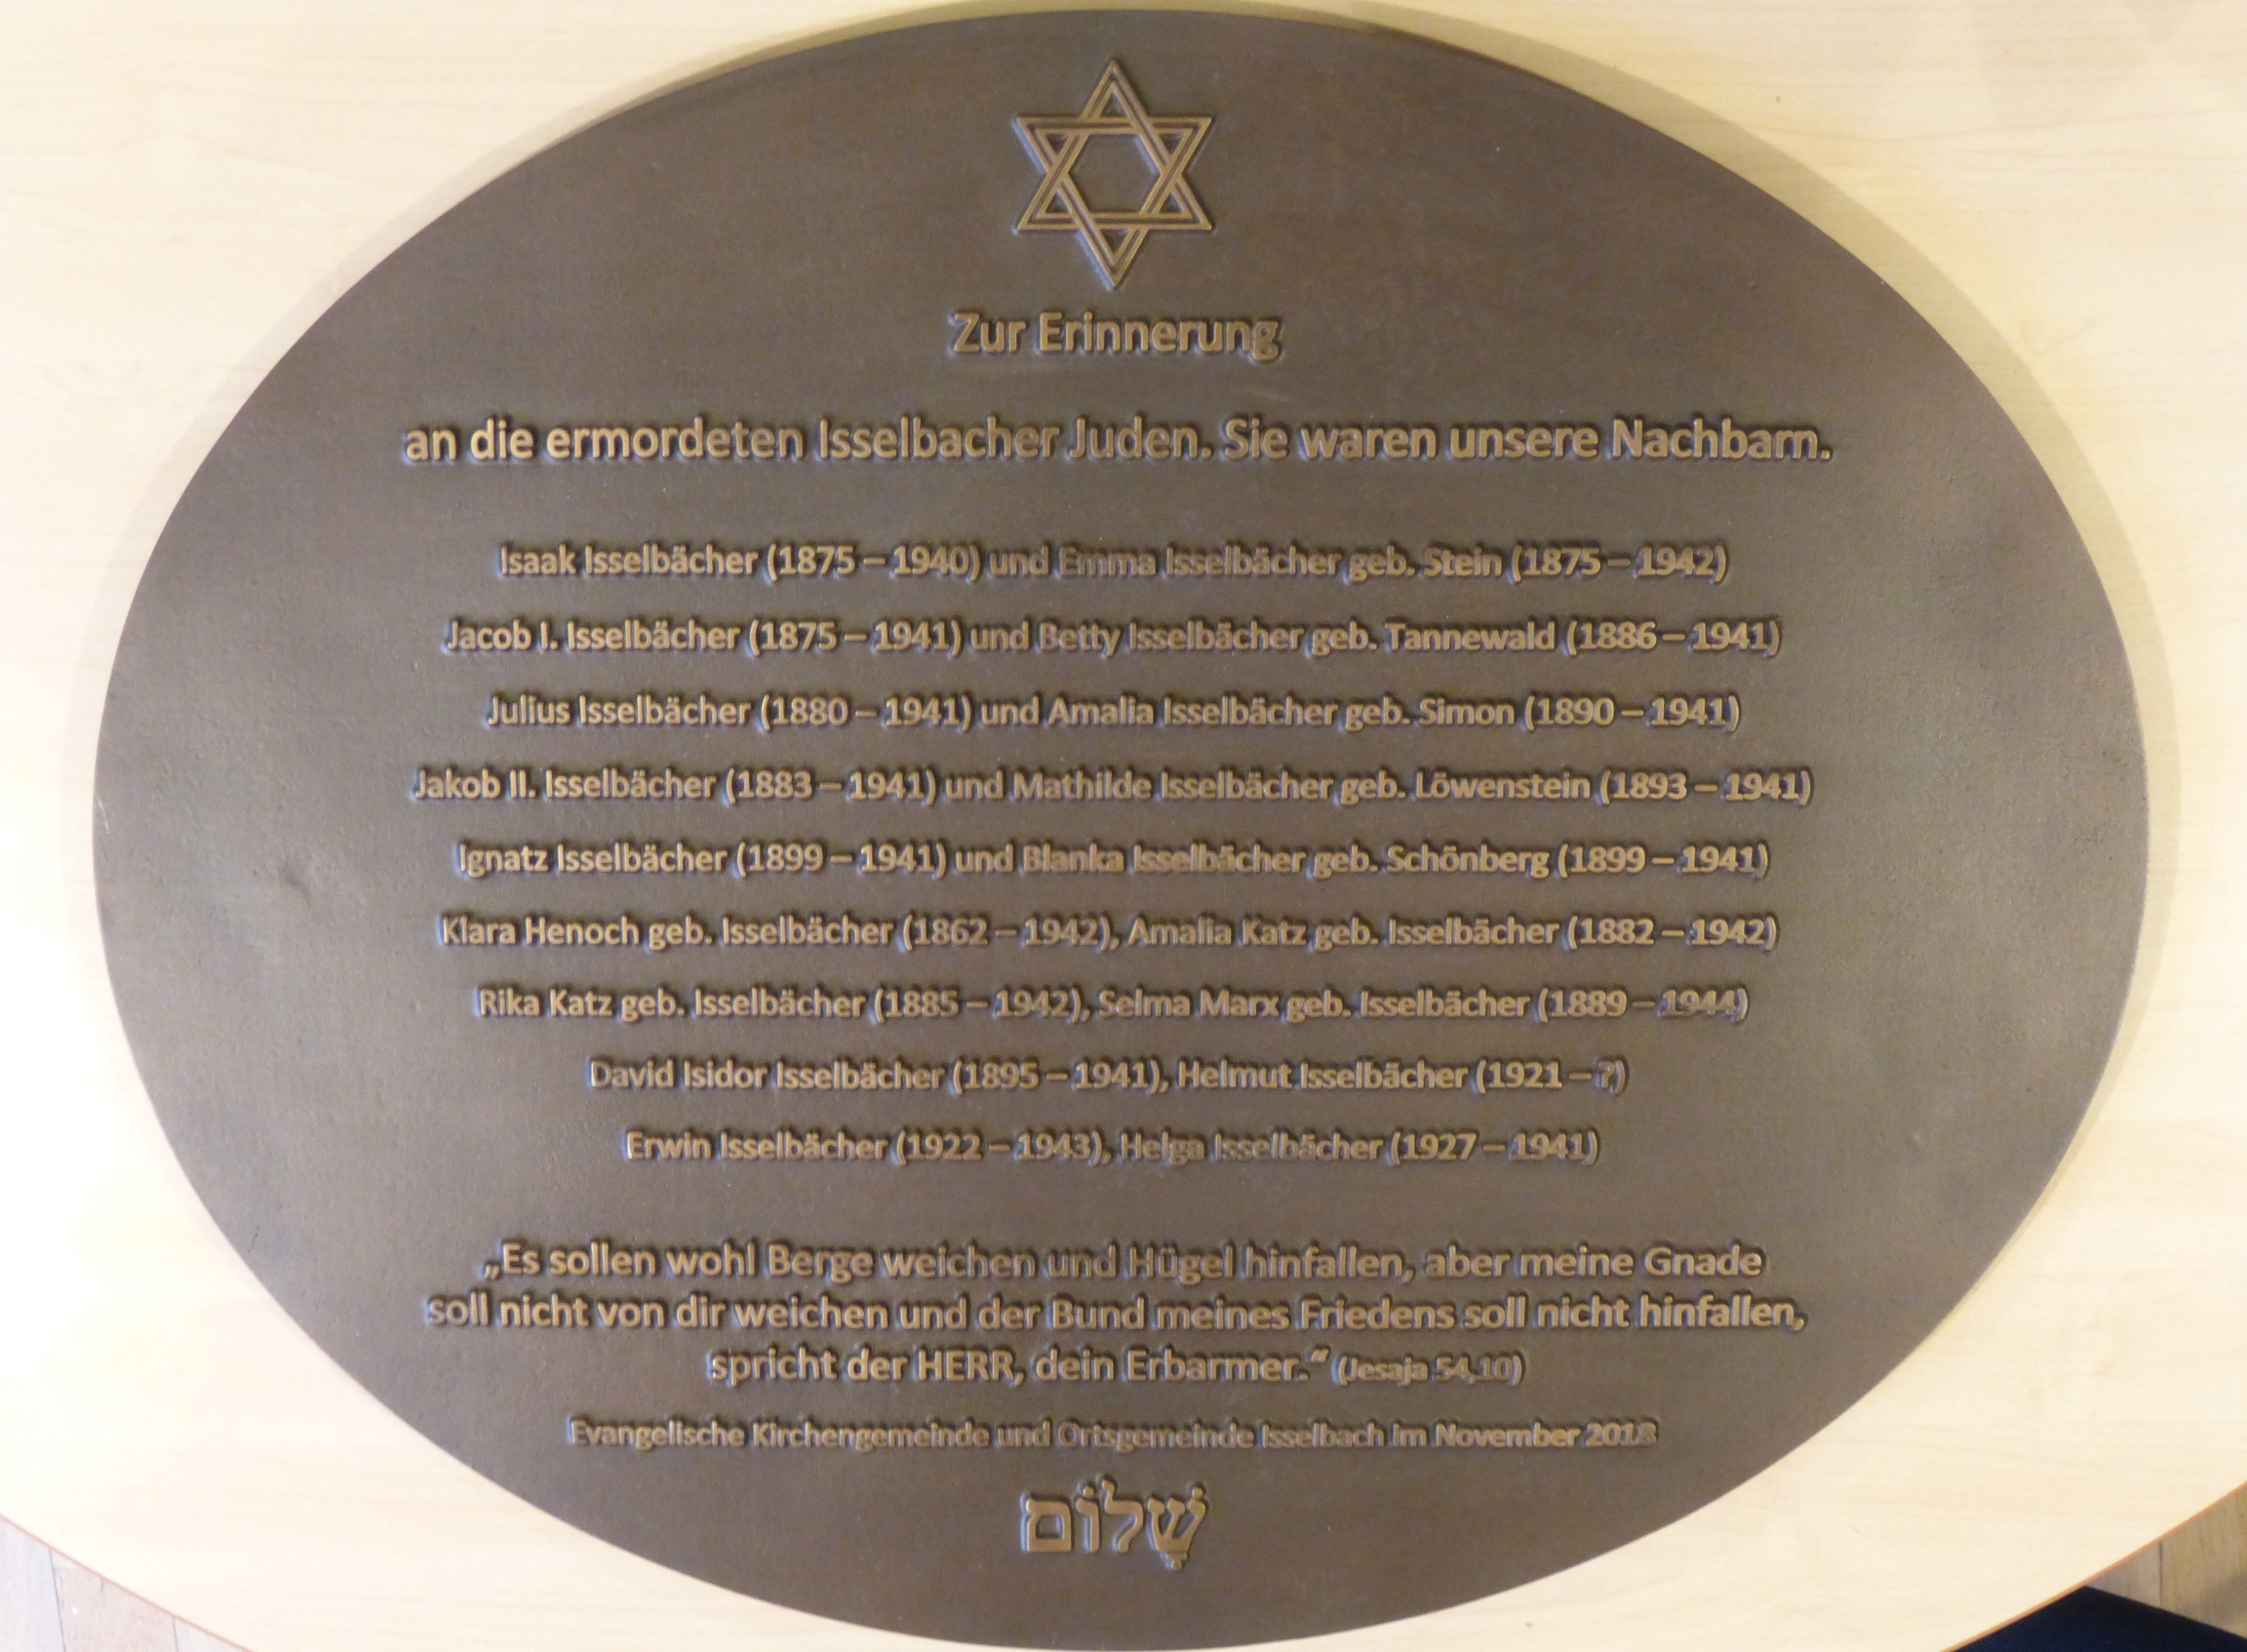 Zur Erinnerung
an die ermordeten Isselbacher Juden. Sie waren unsere Nachbarn.
Isaak Isselbächer (1875 – 1940) und Emma Isselbächer geb. Stein (1875 – 1942)
Jacob I. Isselbächer (1875 – 1941) und Betty Isselbächer geb. Tannewald (1886 – 1941)
Julius Isselbächer (1880 – 1941) und Amalia Isselbächer geb. Simon (1890 – 1941)
Jakob II. Isselbächer (1883 – 1941) und Mathilde Isselbächer geb. Löwenstein (1893 – 1941)
Ignatz Isselbächer (1899 – 1941) und Blanka Isselbächer geb. Schönberg (1899 – 1941)
Klara Henoch geb. Isselbächer (1862 – 1942), Amalia Katz geb. Isselbächer (1882 – 1942)
Rika Katz geb. Isselbächer (1885 – 1942), Selma Marx geb. Isselbächer (1889 – 1944)
David Isidor Isselbächer (1895 – 1941), Helmut Isselbächer (1921 – ?)
Erwin Isselbächer (1922 – 1943), Helga Isselbächer (1927 – 1941)
„Es sollen wohl Berge weichen und Hügel hinfallen, aber meine Gnade
soll nicht von dir weichen und der Bund meines Friedens soll nicht hinfallen,
spricht der HERR, dein Erbarmer.“ (Jesaja 54,10)
Evangelische Kirchengemeinde und Ortsgemeinde Isselbach im November 2018
שָׁלוֹם